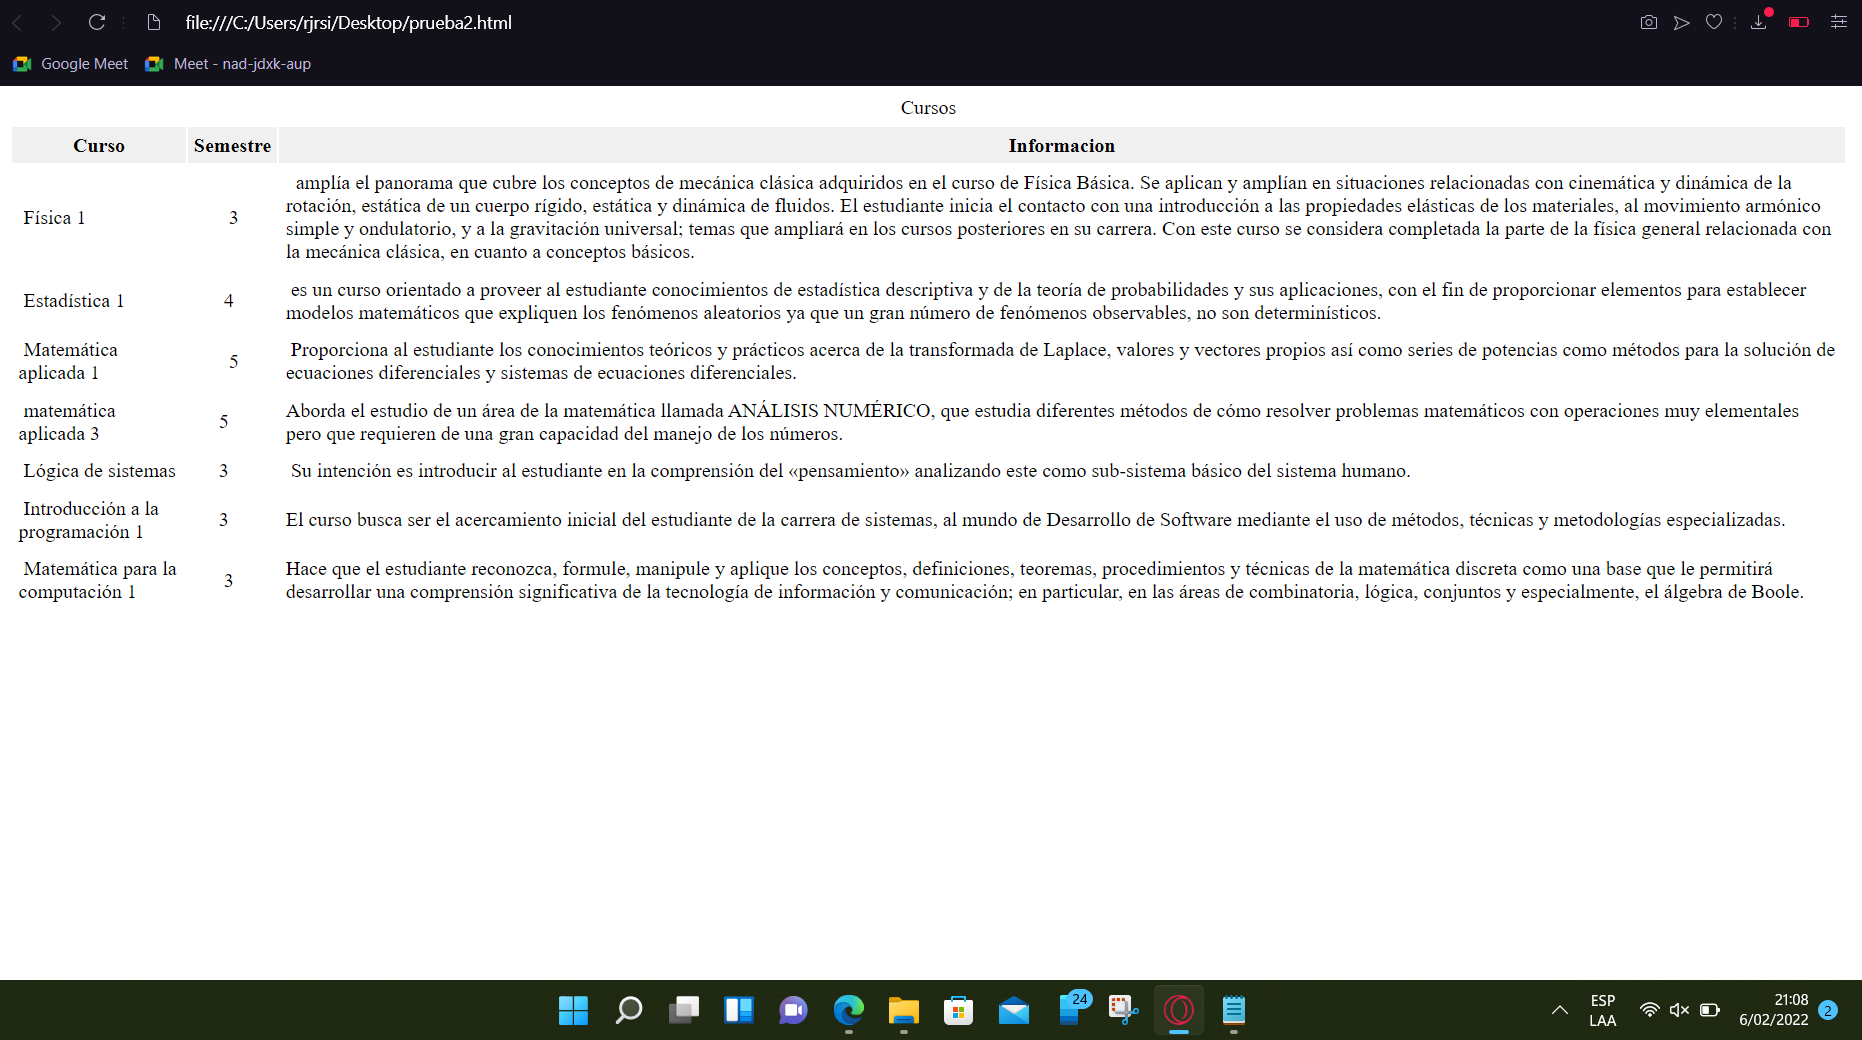 file:///C:/Users/rjrsi/Desktop/prueba2.html
Google Meet
Meet - nad-jdxk-aup
Cursos
Curso Semestre Informacion
Física 1 3 amplía el panorama que cubre los conceptos de mecánica clásica adquiridos en el curso de Física Básica. Se aplican y amplían en situaciones relacionadas con cinemática y dinámica de la
rotación, estática de un cuerpo rígido, estática y dinámica de fluidos. El estudiante inicia el contacto con una introducción a las propiedades elásticas de los materiales, al movimiento armónico
simple y ondulatorio, y a la gravitación universal; temas que ampliará en los cursos posteriores en su carrera. Con este curso se considera completada la parte de la física general relacionada con
la mecánica clásica, en cuanto a conceptos básicos.
Estadística 1 4 es un curso orientado a proveer al estudiante conocimientos de estadística descriptiva y de la teoría de probabilidades y sus aplicaciones, con el fin de proporcionar elementos para establecer
modelos matemáticos que expliquen los fenómenos aleatorios ya que un gran número de fenómenos observables, no son determinísticos.
Matemática
aplicada 1
5
Proporciona al estudiante los conocimientos teóricos y prácticos acerca de la transformada de Laplace, valores y vectores propios así como series de potencias como métodos para la solución de
ecuaciones diferenciales y sistemas de ecuaciones diferenciales.
matemática
aplicada 3
5
Aborda el estudio de un área de la matemática llamada ANÁLISIS NUMÉRICO, que estudia diferentes métodos de cómo resolver problemas matemáticos con operaciones muy elementales
pero que requieren de una gran capacidad del manejo de los números.
Lógica de sistemas 3 Su intención es introducir al estudiante en la comprensión del «pensamiento» analizando este como sub-sistema básico del sistema humano.
Introducción a la
programación 1
3
El curso busca ser el acercamiento inicial del estudiante de la carrera de sistemas, al mundo de Desarrollo de Software mediante el uso de métodos, técnicas y metodologías especializadas.
Matemática para la
computación 1
3
Hace que el estudiante reconozca, formule, manipule y aplique los conceptos, definiciones, teoremas, procedimientos y técnicas de la matemática discreta como una base que le permitirá
desarrollar una comprensión significativa de la tecnología de información y comunicación; en particular, en las áreas de combinatoria, lógica, conjuntos y especialmente, el álgebra de Boole.
24
ESP
LAA
21:08
6/02/2022
2